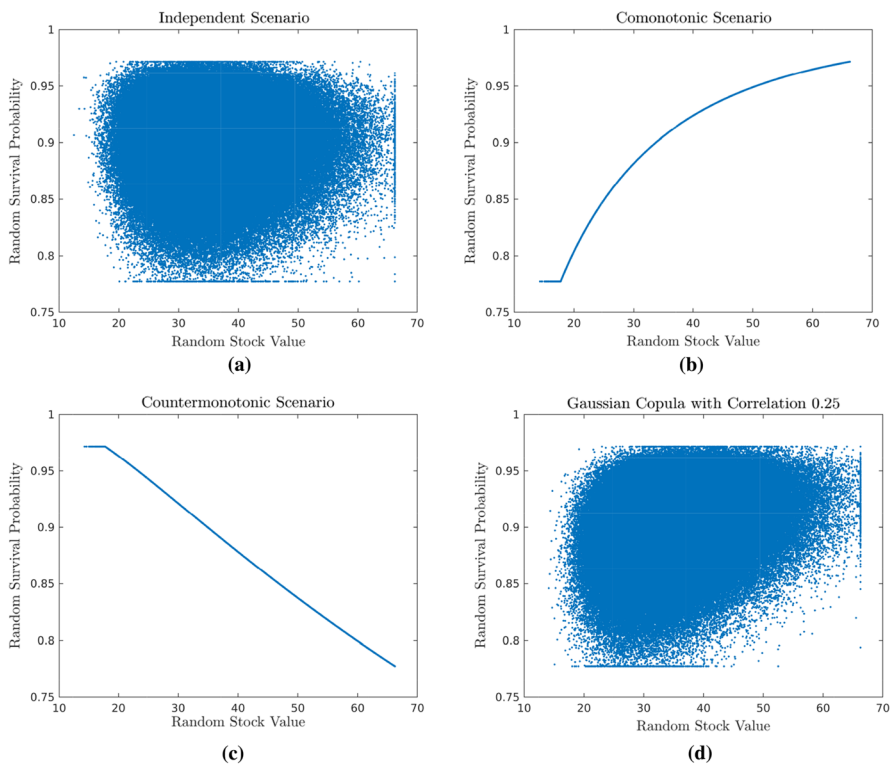 Independent Scenario
1
0.95
0.9
0.85
0.8
0.75
Random Survival Probability
10 20 30 40 50 60 70
Random Stock Value
(a)
Comonotonic Scenario
1
0.95
0.9
0.85
0.8
0.75
Random Survival Probability
10 20 30 40 50 60 70
Random Stock Value
(b)
Countermonotonic Scenario
1
0.95
0.9
0.85
0.8
0.75
Random Survival Probability
10 20 30 40 50 60 70
Random Stock Value
(c)
Gaussian Copula with Correlation 0.25
1
0.95
0.9
0.85
0.8
0.75
Random Survival Probability
10 20 30 40 50 60 70
Random Stock Value
(d)